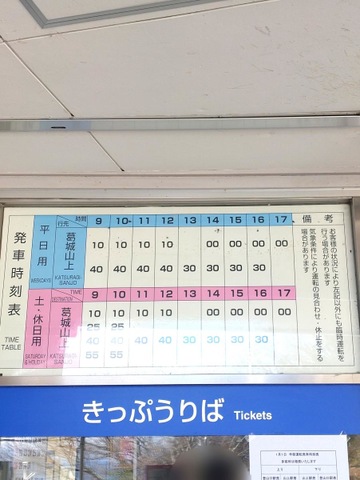 発車時刻表
TIME TABLE
平日用
WEEKDAYS
行先 時間 9 10 11 12 13 14 15 16 17
葛城山上
KATSURAGI-SANJO
10 10 10 10 00 00 00 00
40 40 40 40 30 30 30 30
土・休日用
SATURDAY & HOLIDAY
DESTINATION TIME 9 10 11 12 13 14 15 16 17
葛城山上
KATSURAGI-SANJO
10 10 10 10 00 00 00 00
25 25
40 40 40 40 30 30 30 30
55 55
備考
お客様の状況により左記以外にも臨時運転を
行う場合があります
気象条件により運転の見合わせ・休止をする
場合があります
きっぷうりば Tickets